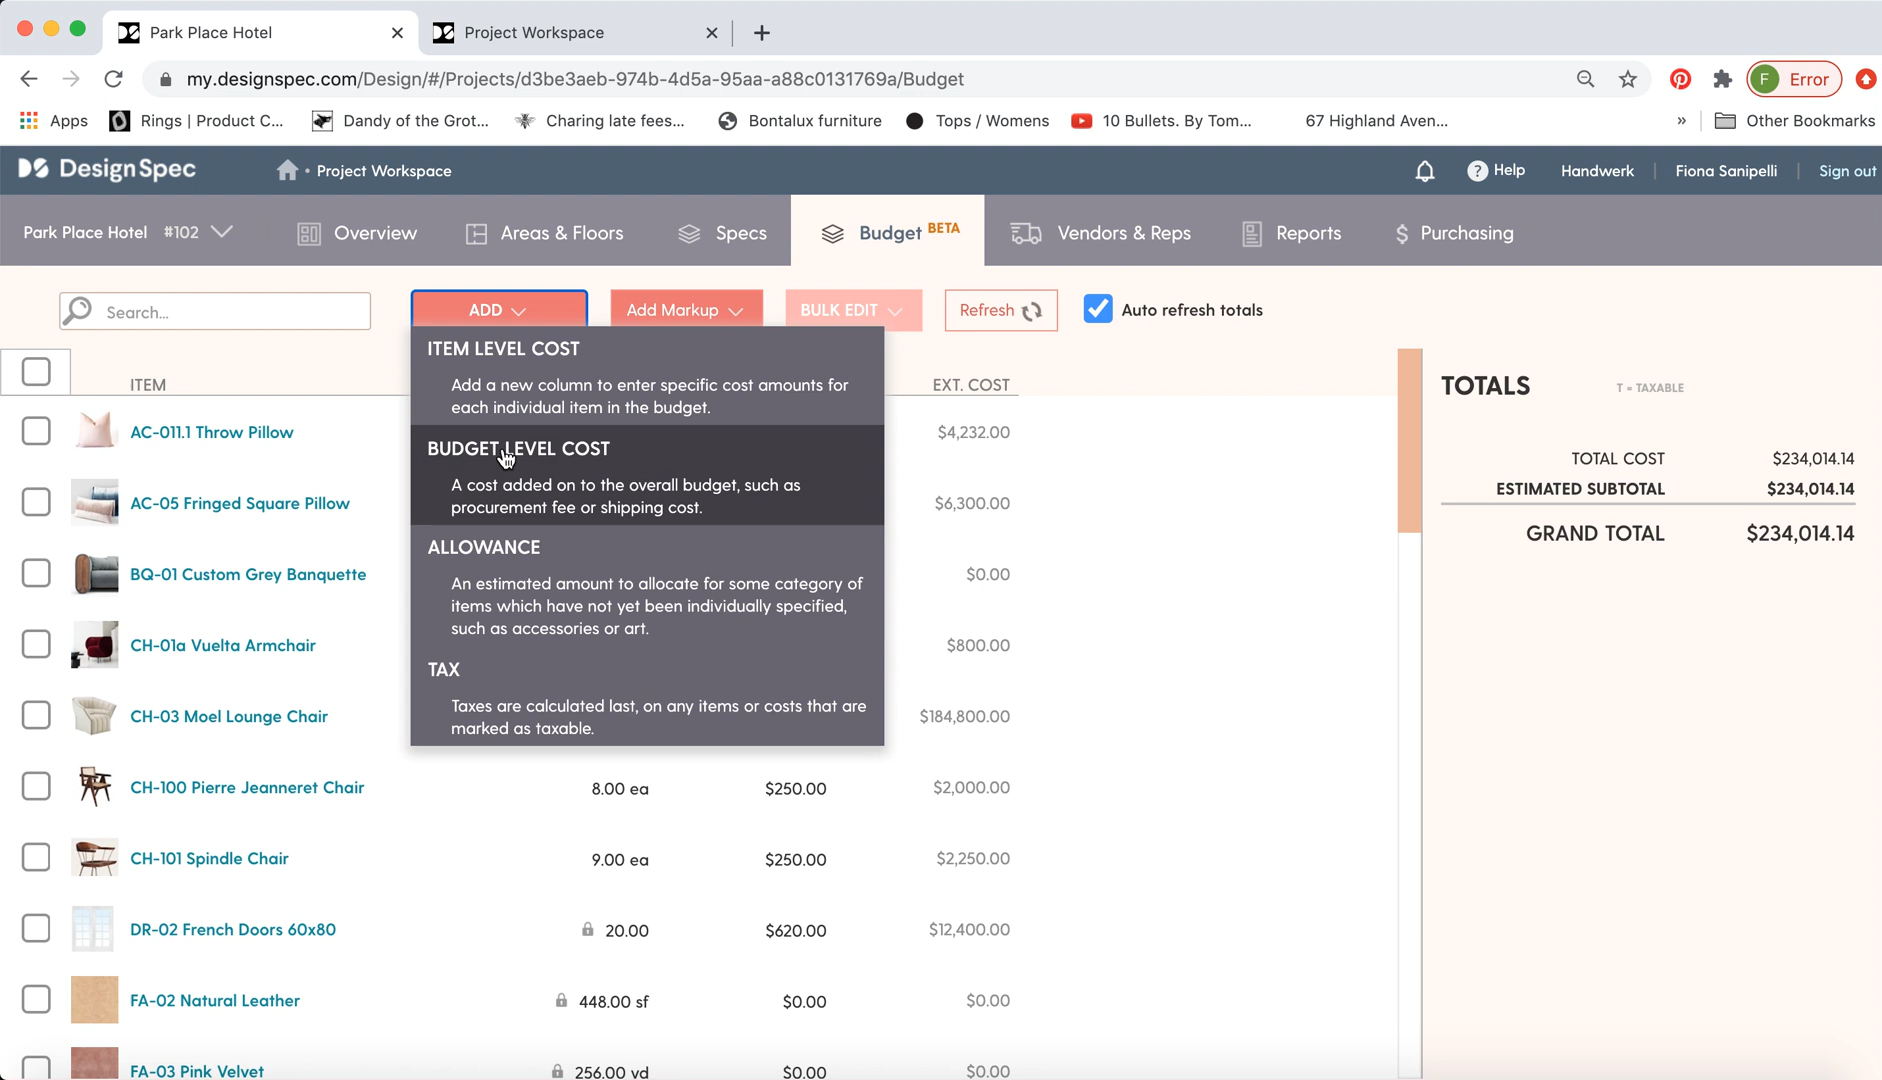 Park Place Hotel
Project Workspace
my.designspec.com/Design/#/Projects/d3be3aeb-974b-4d5a-95aa-a88c0131769a/Budget
F Error
Apps
Rings | Product C...
Dandy of the Grot...
Charing late fees...
Bontalux furniture
Tops / Womens
10 Bullets. By Tom...
67 Highland Aven...
»
Other Bookmarks
DS DesignSpec
• Project Workspace
? Help
Handwerk
Fiona Sanipelli
Sign out
Park Place Hotel #102
Overview
Areas & Floors
Specs
Budget BETA
Vendors & Reps
Reports
$ Purchasing
Search...
ADD
Add Markup
BULK EDIT
Refresh
Auto refresh totals
ITEM
EXT. COST
ITEM LEVEL COST
Add a new column to enter specific cost amounts for
each individual item in the budget.
BUDGET LEVEL COST
A cost added on to the overall budget, such as
procurement fee or shipping cost.
ALLOWANCE
An estimated amount to allocate for some category of
items which have not yet been individually specified,
such as accessories or art.
TAX
Taxes are calculated last, on any items or costs that are
marked as taxable.
AC-011.1 Throw Pillow $4,232.00
AC-05 Fringed Square Pillow $6,300.00
BQ-01 Custom Grey Banquette $0.00
CH-01a Vuelta Armchair $800.00
CH-03 Moel Lounge Chair $184,800.00
CH-100 Pierre Jeanneret Chair 8.00 ea $250.00 $2,000.00
CH-101 Spindle Chair 9.00 ea $250.00 $2,250.00
DR-02 French Doors 60x80 20.00 $620.00 $12,400.00
FA-02 Natural Leather 448.00 sf $0.00 $0.00
FA-03 Pink Velvet 256.00 yd $0.00 $0.00
TOTALS T = TAXABLE
TOTAL COST $234,014.14
ESTIMATED SUBTOTAL $234,014.14
GRAND TOTAL $234,014.14